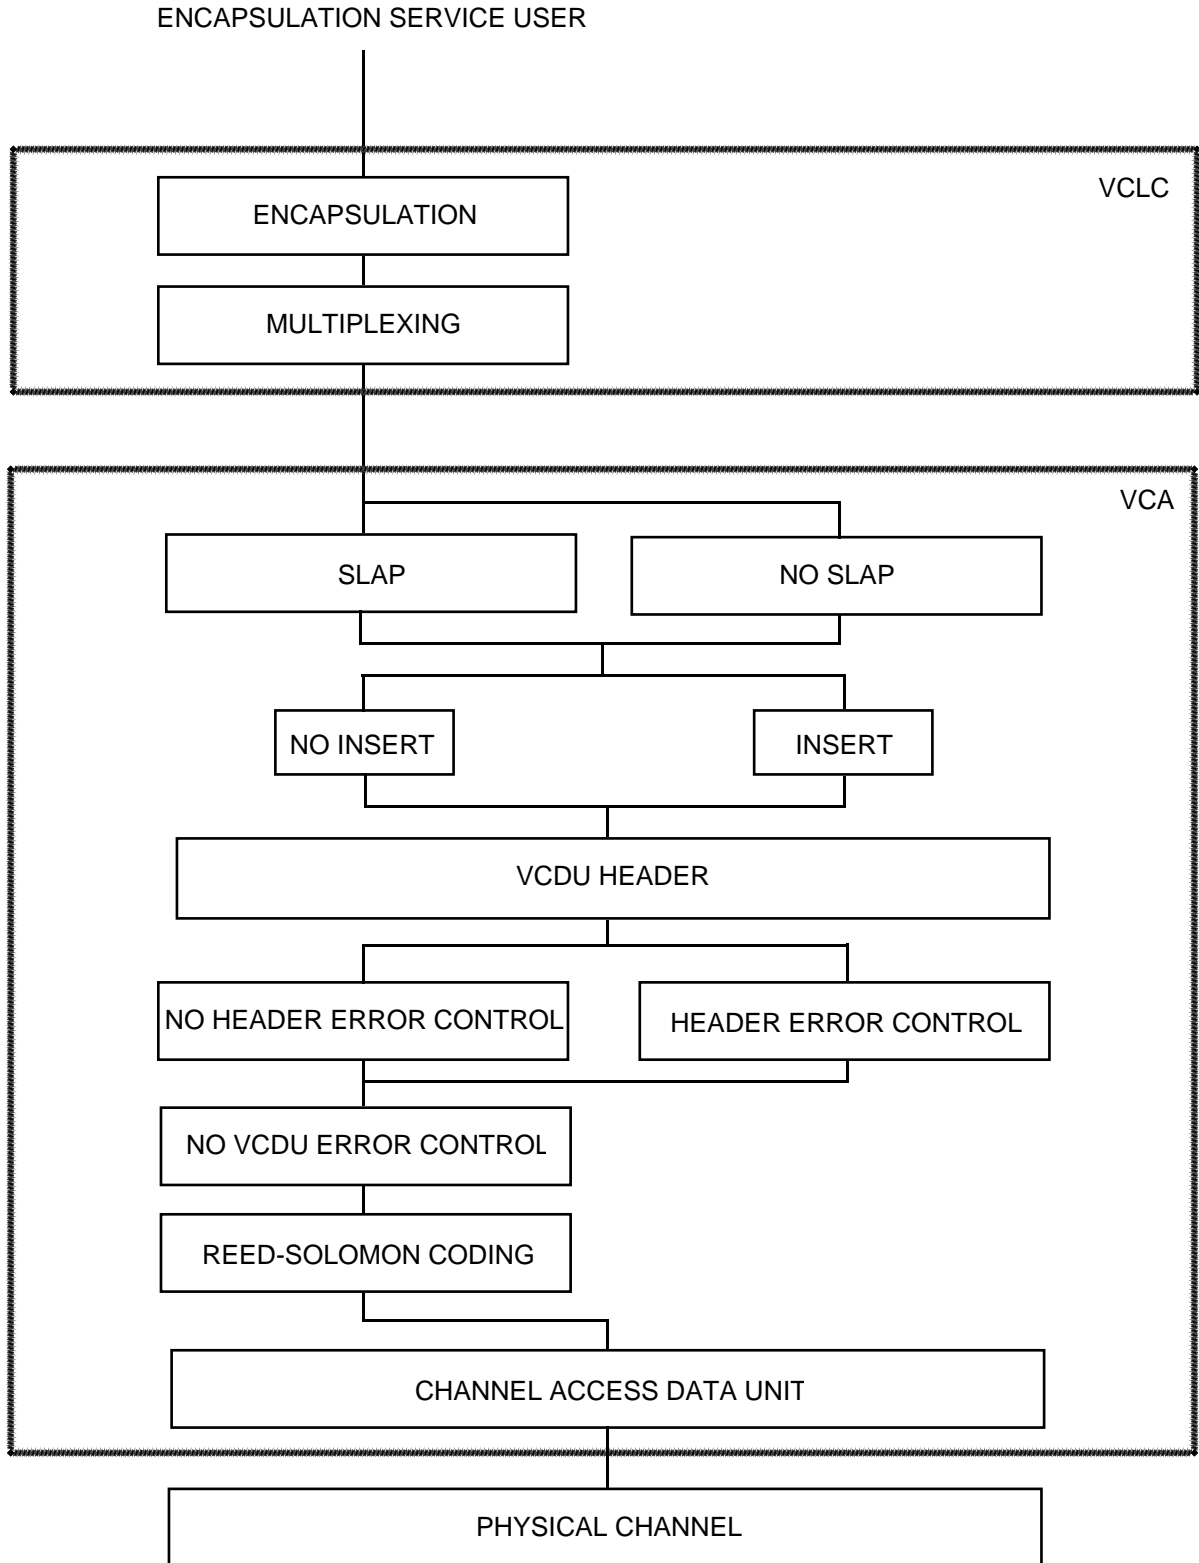 ENCAPSULATION SERVICE USER
VCLC
ENCAPSULATION
MULTIPLEXING
VCA
SLAP
NO SLAP
NO INSERT
INSERT
VCDU HEADER
NO HEADER ERROR CONTROL
HEADER ERROR CONTROL
NO VCDU ERROR CONTROL
REED-SOLOMON CODING
CHANNEL ACCESS DATA UNIT
PHYSICAL CHANNEL